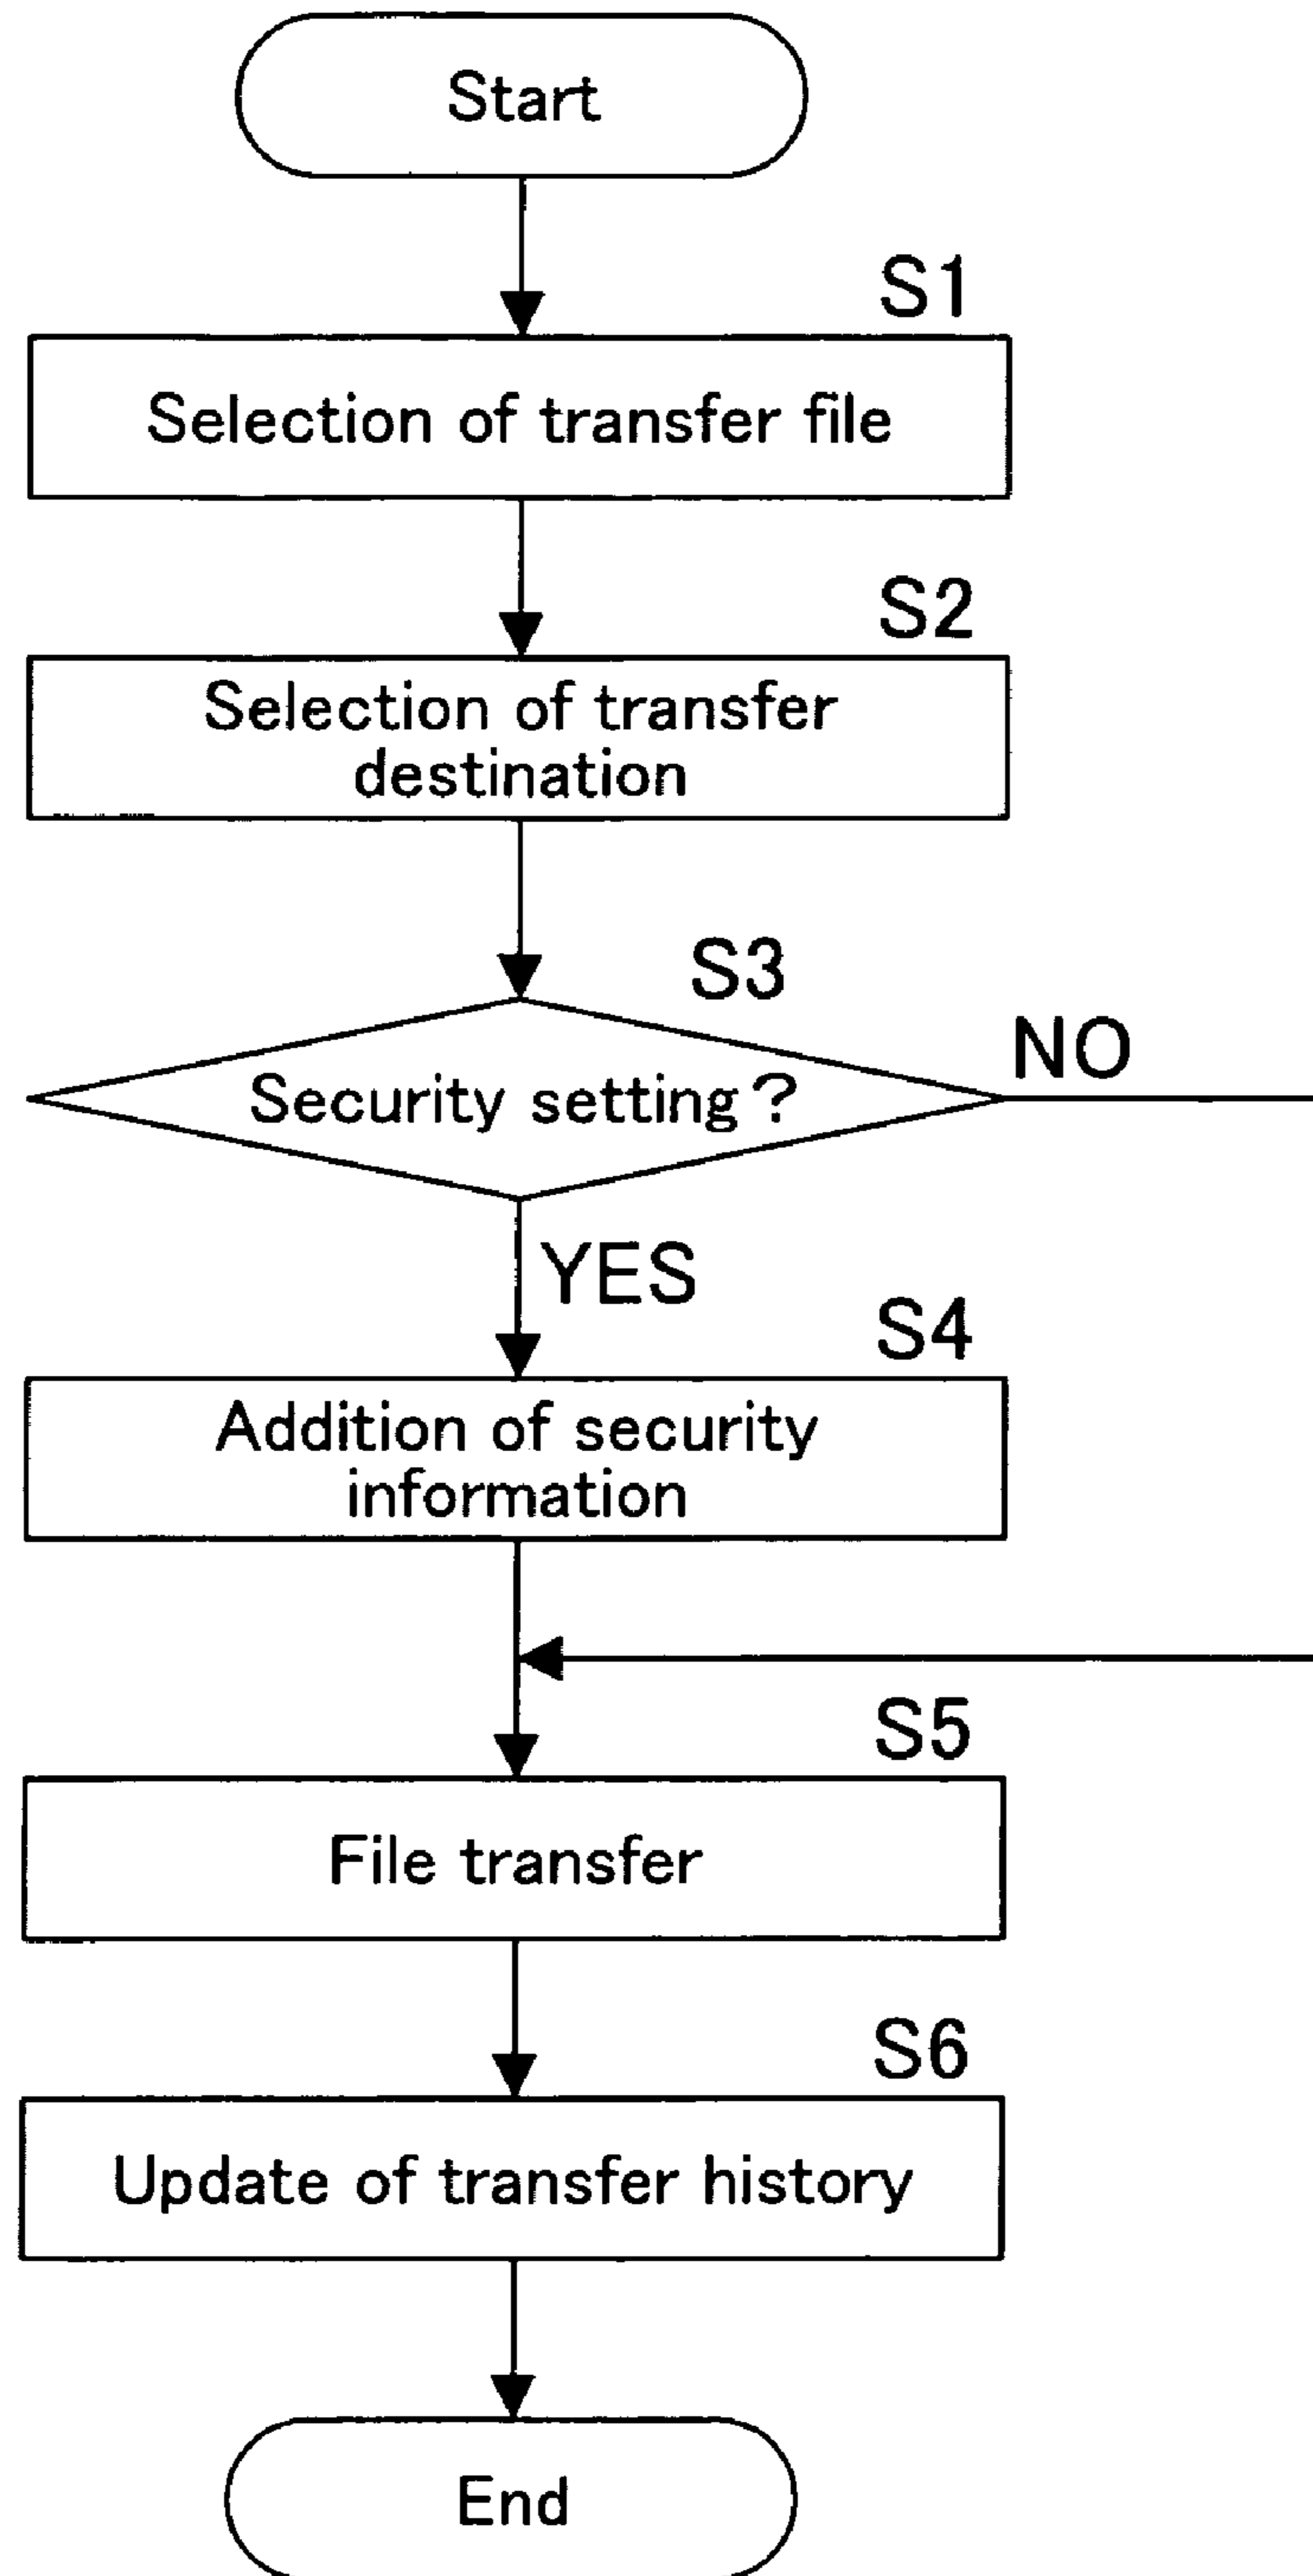 Start
S1
Selection of transfer file
S2
Selection of transfer
destination
S3
NO
Security setting?
YES
S4
Addition of security
information
S5
File transfer
S6
Update of transfer history
End